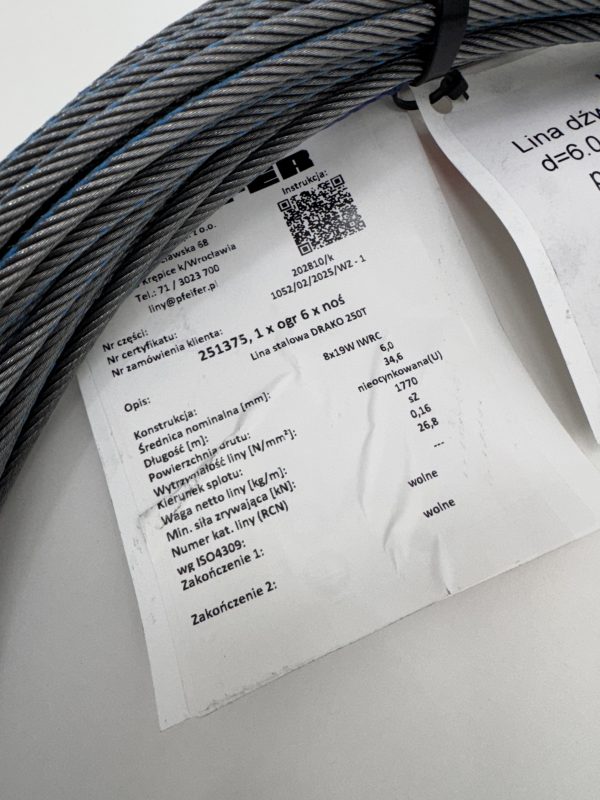 Instrukcja:
z o.o.
68
Krępice k/Wrocławia
Tel.: 71 / 3023 700
liny@pfeifer.pl
202810/k
1052/02/2025/WZ - 1
Nr części:
Nr certyfikatu:
Nr zamówienia klienta:
251375, 1 x ogr 6 x noś
Lina stalowa DRAKO 250T
Opis:
8x19W IWRC
Konstrukcja:
6,0
Średnica nominalna [mm]:
34,6
Długość [m]:
nieocynkowana(U)
Powierzchnia drutu:
1770
Wytrzymałość liny [N/mm²]:
sZ
Kierunek splotu:
0,16
Waga netto liny [kg/m]:
26,8
Min. siła zrywająca [kN]:
---
Numer kat. liny (RCN)
wg ISO4309:
Zakończenie 1:
wolne
Zakończenie 2:
wolne
Lina
d=6.0